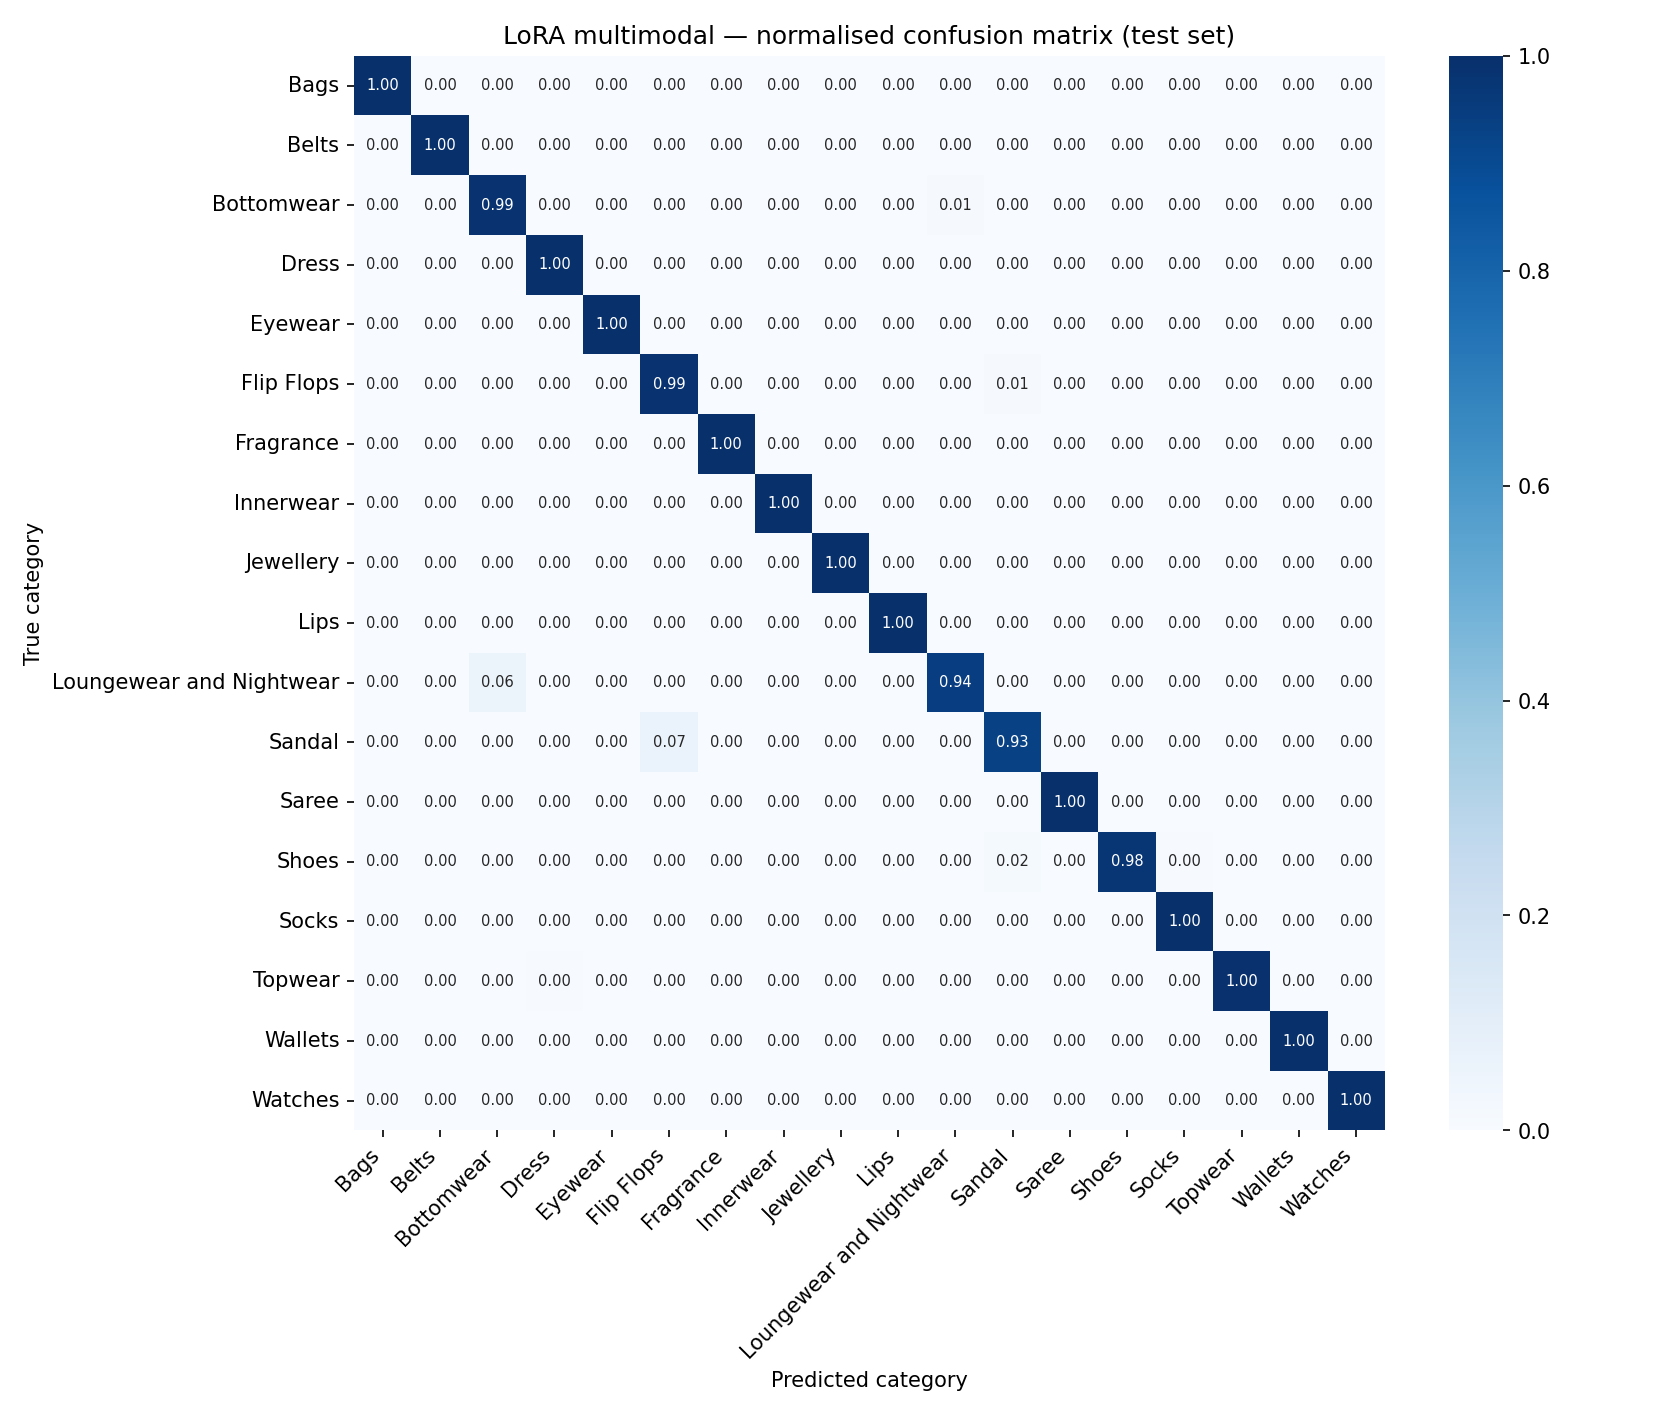 LoRA multimodal — normalised confusion matrix (test set)
Bags 1.00 0.00 0.00 0.00 0.00 0.00 0.00 0.00 0.00 0.00 0.00 0.00 0.00 0.00 0.00 0.00 0.00 0.00
Belts 0.00 1.00 0.00 0.00 0.00 0.00 0.00 0.00 0.00 0.00 0.00 0.00 0.00 0.00 0.00 0.00 0.00 0.00
Bottomwear 0.00 0.00 0.99 0.00 0.00 0.00 0.00 0.00 0.00 0.00 0.01 0.00 0.00 0.00 0.00 0.00 0.00 0.00
Dress 0.00 0.00 0.00 1.00 0.00 0.00 0.00 0.00 0.00 0.00 0.00 0.00 0.00 0.00 0.00 0.00 0.00 0.00
Eyewear 0.00 0.00 0.00 0.00 1.00 0.00 0.00 0.00 0.00 0.00 0.00 0.00 0.00 0.00 0.00 0.00 0.00 0.00
Flip Flops 0.00 0.00 0.00 0.00 0.00 0.99 0.00 0.00 0.00 0.00 0.00 0.01 0.00 0.00 0.00 0.00 0.00 0.00
Fragrance 0.00 0.00 0.00 0.00 0.00 0.00 1.00 0.00 0.00 0.00 0.00 0.00 0.00 0.00 0.00 0.00 0.00 0.00
Innerwear 0.00 0.00 0.00 0.00 0.00 0.00 0.00 1.00 0.00 0.00 0.00 0.00 0.00 0.00 0.00 0.00 0.00 0.00
Jewellery 0.00 0.00 0.00 0.00 0.00 0.00 0.00 0.00 1.00 0.00 0.00 0.00 0.00 0.00 0.00 0.00 0.00 0.00
Lips 0.00 0.00 0.00 0.00 0.00 0.00 0.00 0.00 0.00 1.00 0.00 0.00 0.00 0.00 0.00 0.00 0.00 0.00
Loungewear and Nightwear 0.00 0.00 0.06 0.00 0.00 0.00 0.00 0.00 0.00 0.00 0.94 0.00 0.00 0.00 0.00 0.00 0.00 0.00
Sandal 0.00 0.00 0.00 0.00 0.00 0.07 0.00 0.00 0.00 0.00 0.00 0.93 0.00 0.00 0.00 0.00 0.00 0.00
Saree 0.00 0.00 0.00 0.00 0.00 0.00 0.00 0.00 0.00 0.00 0.00 0.00 1.00 0.00 0.00 0.00 0.00 0.00
Shoes 0.00 0.00 0.00 0.00 0.00 0.00 0.00 0.00 0.00 0.00 0.00 0.02 0.00 0.98 0.00 0.00 0.00 0.00
Socks 0.00 0.00 0.00 0.00 0.00 0.00 0.00 0.00 0.00 0.00 0.00 0.00 0.00 0.00 1.00 0.00 0.00 0.00
Topwear 0.00 0.00 0.00 0.00 0.00 0.00 0.00 0.00 0.00 0.00 0.00 0.00 0.00 0.00 0.00 1.00 0.00 0.00
Wallets 0.00 0.00 0.00 0.00 0.00 0.00 0.00 0.00 0.00 0.00 0.00 0.00 0.00 0.00 0.00 0.00 1.00 0.00
Watches 0.00 0.00 0.00 0.00 0.00 0.00 0.00 0.00 0.00 0.00 0.00 0.00 0.00 0.00 0.00 0.00 0.00 1.00
True category
Bags Belts Bottomwear Dress Eyewear Flip Flops Fragrance Innerwear Jewellery Lips Loungewear and Nightwear Sandal Saree Shoes Socks Topwear Wallets Watches
Predicted category
1.0
0.8
0.6
0.4
0.2
0.0